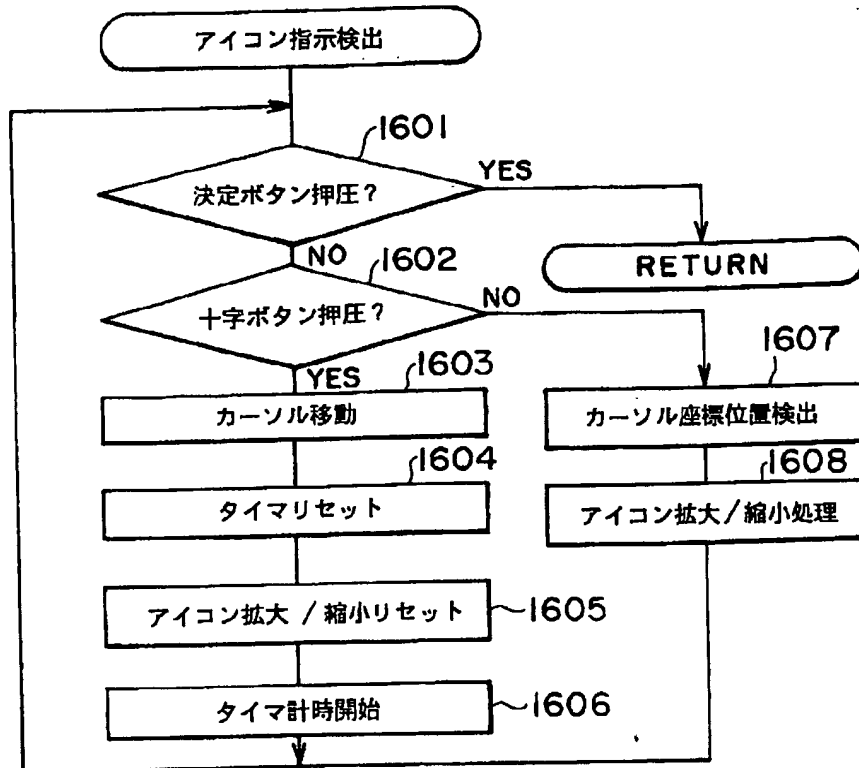 アイコン指示検出
1601
決定ボタン押圧?
YES
NO
RETURN
1602
十字ボタン押圧?
NO
YES
1603
カーソル移動
1607
カーソル座標位置検出
1604
タイマリセット
1608
アイコン拡大/縮小処理
アイコン拡大 / 縮小リセット
1605
タイマ計時開始
1606